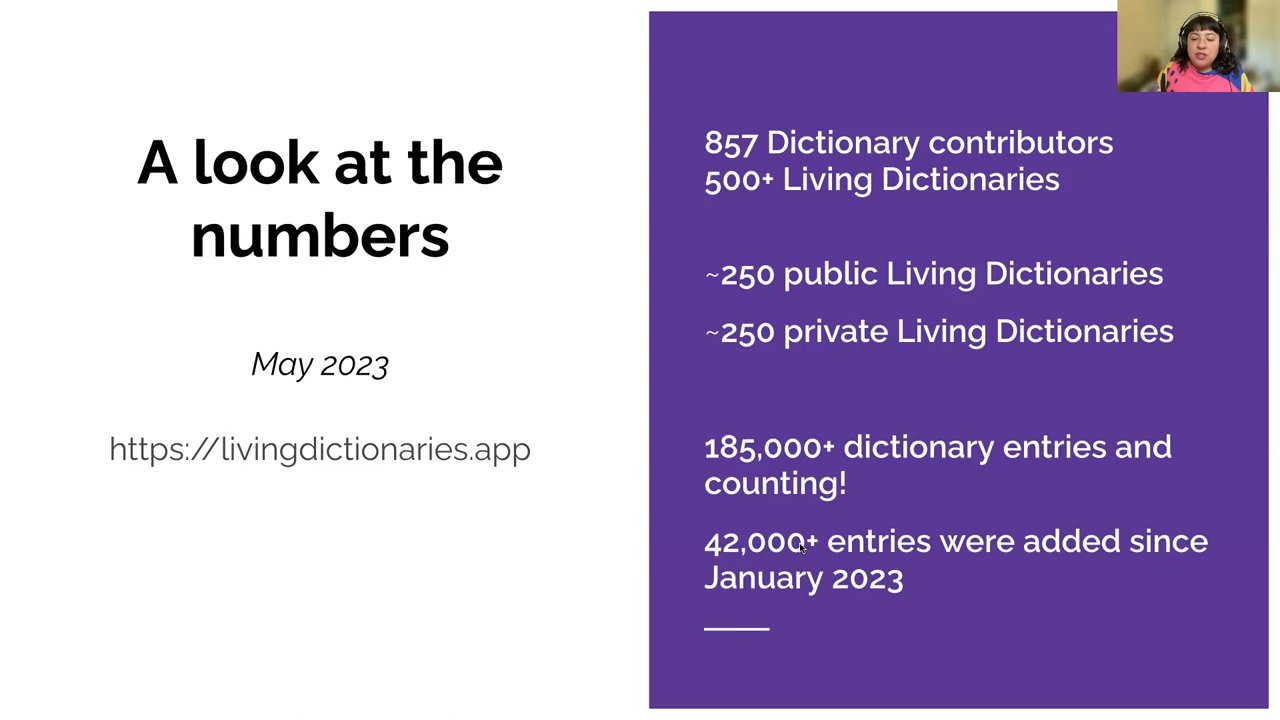 A look at the
numbers
May 2023
https://livingdictionaries.app
857 Dictionary contributors
500+ Living Dictionaries
~250 public Living Dictionaries
~250 private Living Dictionaries
185,000+ dictionary entries and
counting!
42,000+ entries were added since
January 2023